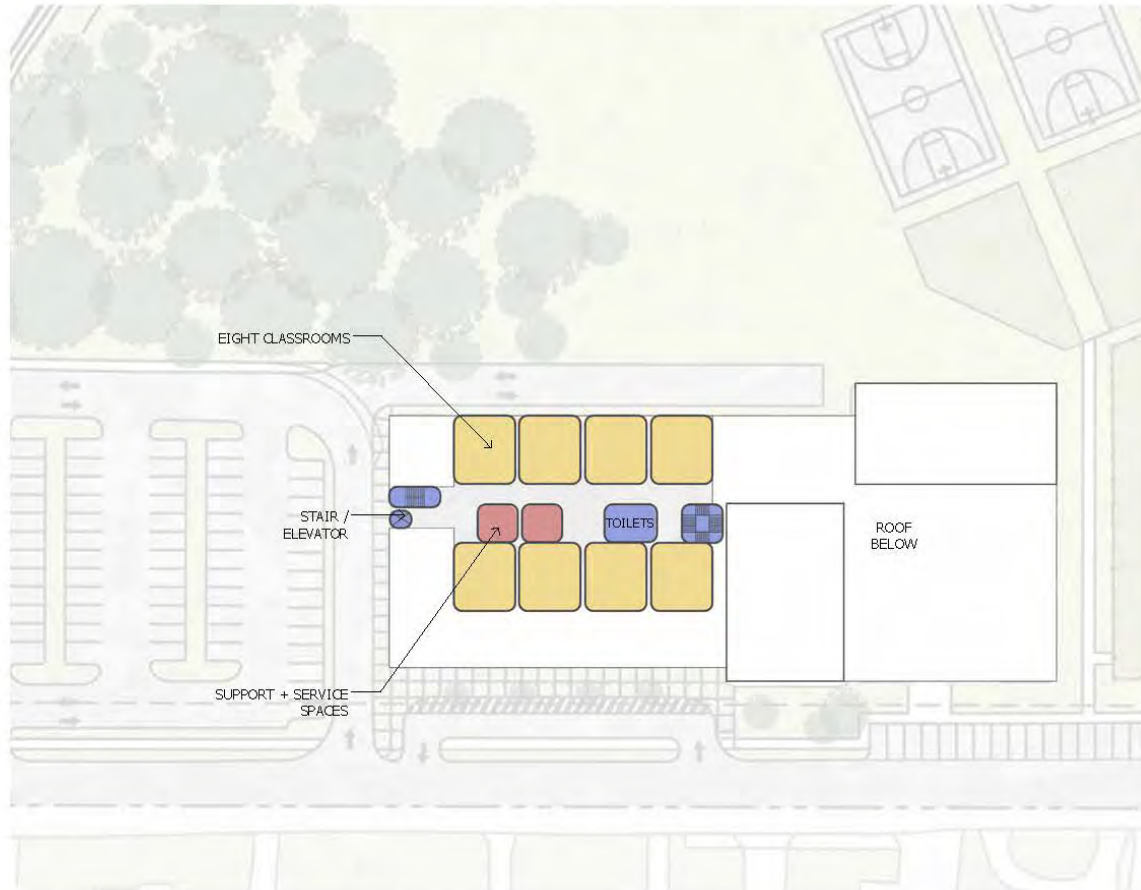 EIGHT CLASSROOMS
STAIR /
ELEVATOR
TOILETS
ROOF
BELOW
SUPPORT + SERVICE
SPACES